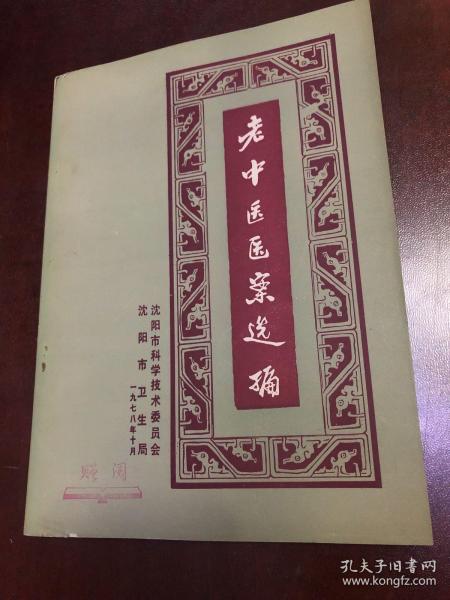 老中医医案选编
沈阳市科学技术委员会
沈阳市卫生局
一九七八年十月
赠阅
孔夫子旧书网
www.kongfz.com